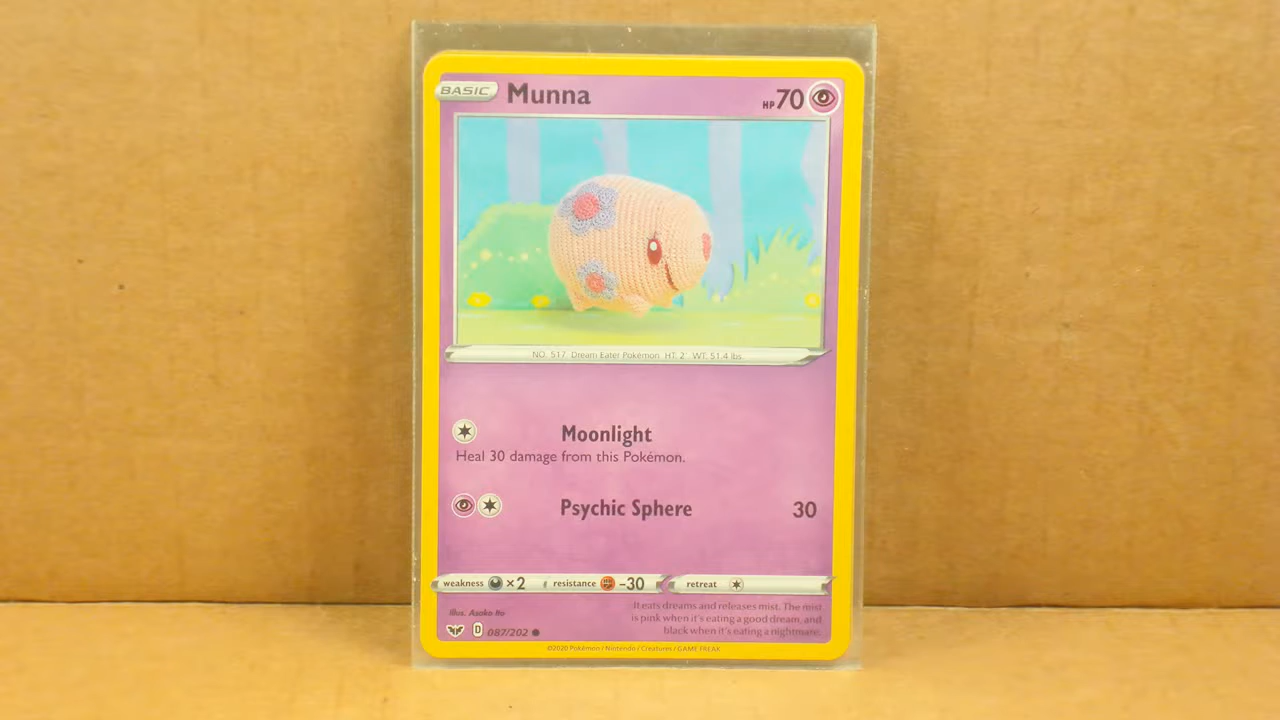 BASIC Munna HP 70
NO. 517 Dream Eater Pokémon HT: 2' WT: 51.4 lbs.
Moonlight
Heal 30 damage from this Pokémon.
Psychic Sphere 30
weakness ×2 resistance -30 retreat
Illus. Asako Ito
It eats dreams and releases mist. The mist
is pink when it's eating a good dream, and
black when it's eating a nightmare.
D 087/202
©2020 Pokémon / Nintendo / Creatures / GAME FREAK